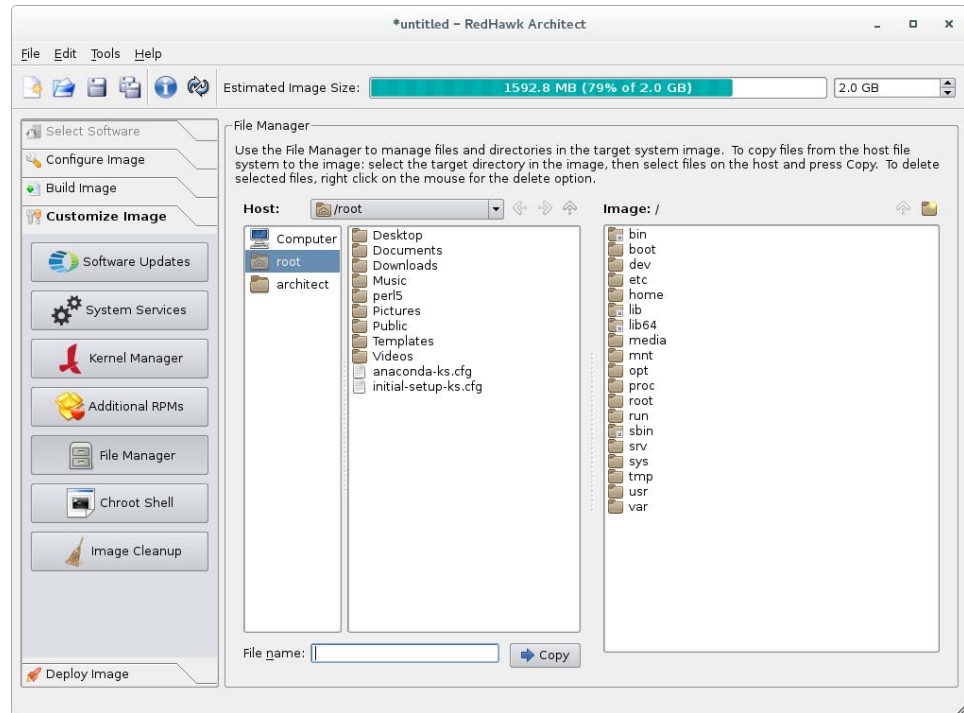 *untitled – RedHawk Architect
File Edit Tools Help
Estimated Image Size: 1592.8 MB (79% of 2.0 GB) 2.0 GB
Select Software
Configure Image
Build Image
Customize Image
Software Updates
System Services
Kernel Manager
Additional RPMs
File Manager
Chroot Shell
Image Cleanup
Deploy Image
File Manager
Use the File Manager to manage files and directories in the target system image. To copy files from the host file
system to the image: select the target directory in the image, then select files on the host and press Copy. To delete
selected files, right click on the mouse for the delete option.
Host: /root
Computer
root
architect
Desktop
Documents
Downloads
Music
perl5
Pictures
Public
Templates
Videos
anaconda-ks.cfg
initial-setup-ks.cfg
File name: Copy
Image: /
bin
boot
dev
etc
home
lib
lib64
media
mnt
opt
proc
root
run
sbin
srv
sys
tmp
usr
var